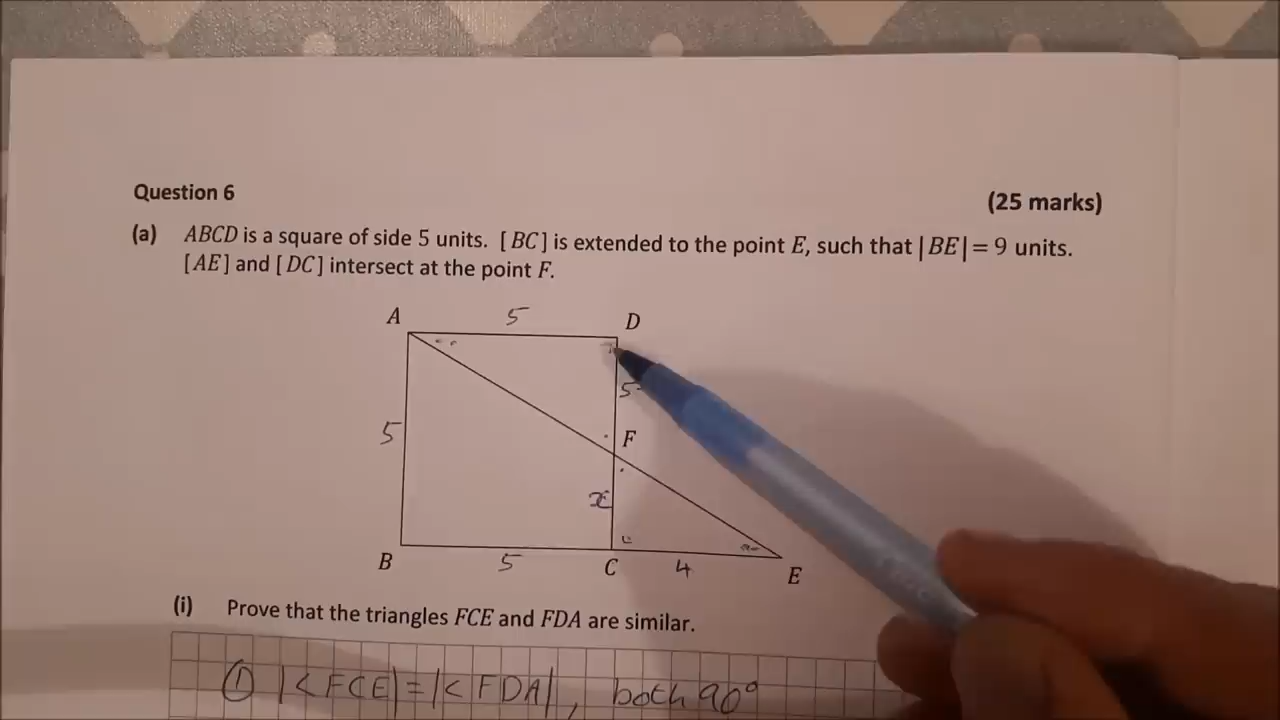 Question 6
(25 marks)
(a) ABCD is a square of side 5 units. [BC] is extended to the point E, such that |BE| = 9 units.
[AE] and [DC] intersect at the point F.
A 5 D
5
5 F
x
B 5 C 4 E
(i) Prove that the triangles FCE and FDA are similar.
① |<FCE| = |<FDA|, both 90°